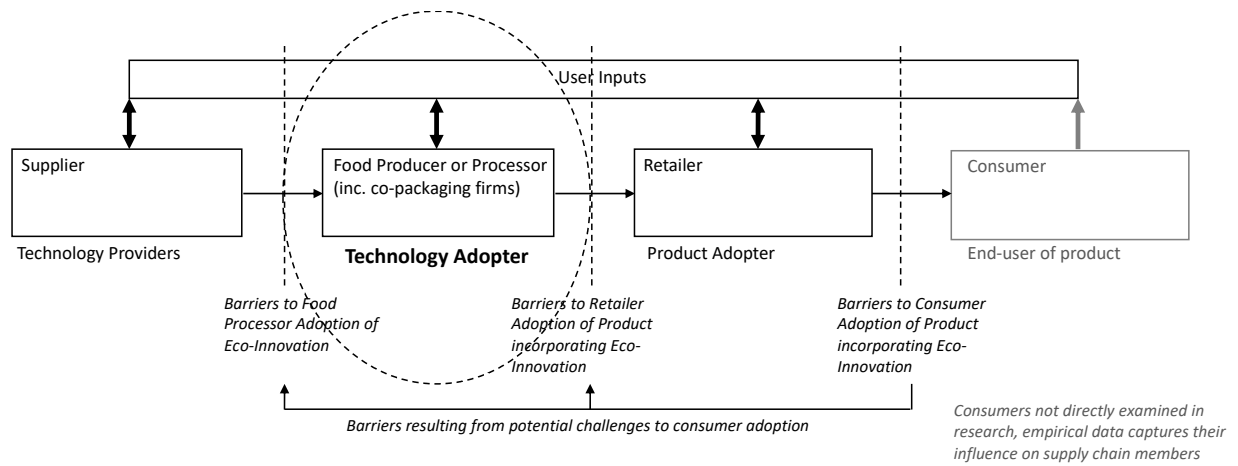 User Inputs
Supplier
Food Producer or Processor
(inc. co-packaging firms)
Retailer
Consumer
Technology Providers
Technology Adopter
Product Adopter
End-user of product
Barriers to Food
Processor Adoption of
Eco-Innovation
Barriers to Retailer
Adoption of Product
incorporating Eco-
Innovation
Barriers to Consumer
Adoption of Product
incorporating Eco-
Innovation
Barriers resulting from potential challenges to consumer adoption
Consumers not directly examined in
research, empirical data captures their
influence on supply chain members